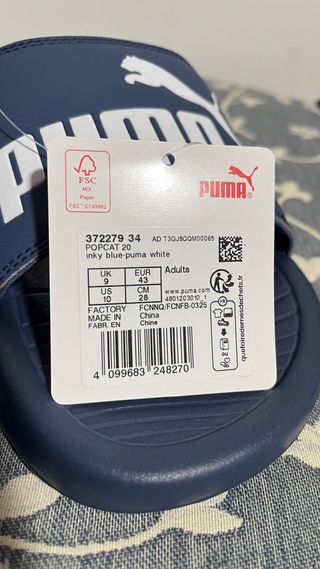 PUMA
FSC
MIX
Paper
FSC™ C143882
PUMA
372279 34
AD T3GJ8QQM00065
POPCAT 20
inky blue-puma white
UK
9
EUR
43
Adults
US
10
CM
28
www.puma.com
4801203010_1
FACTORY FCNNQ/FCNFB-0325
MADE IN China
FABR. EN Chine
4 099683 248270
quefairedemesdechets.fr